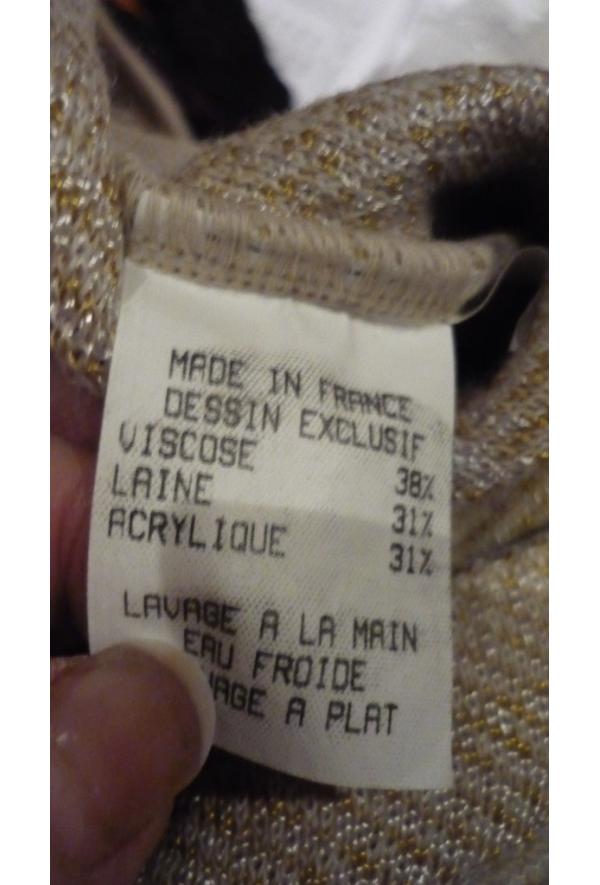 MADE IN FRANCE
DESSIN EXCLUSIF
VISCOSE 38%
LAINE 31%
ACRYLIQUE 31%
LAVAGE A LA MAIN
EAU FROIDE
A PLAT